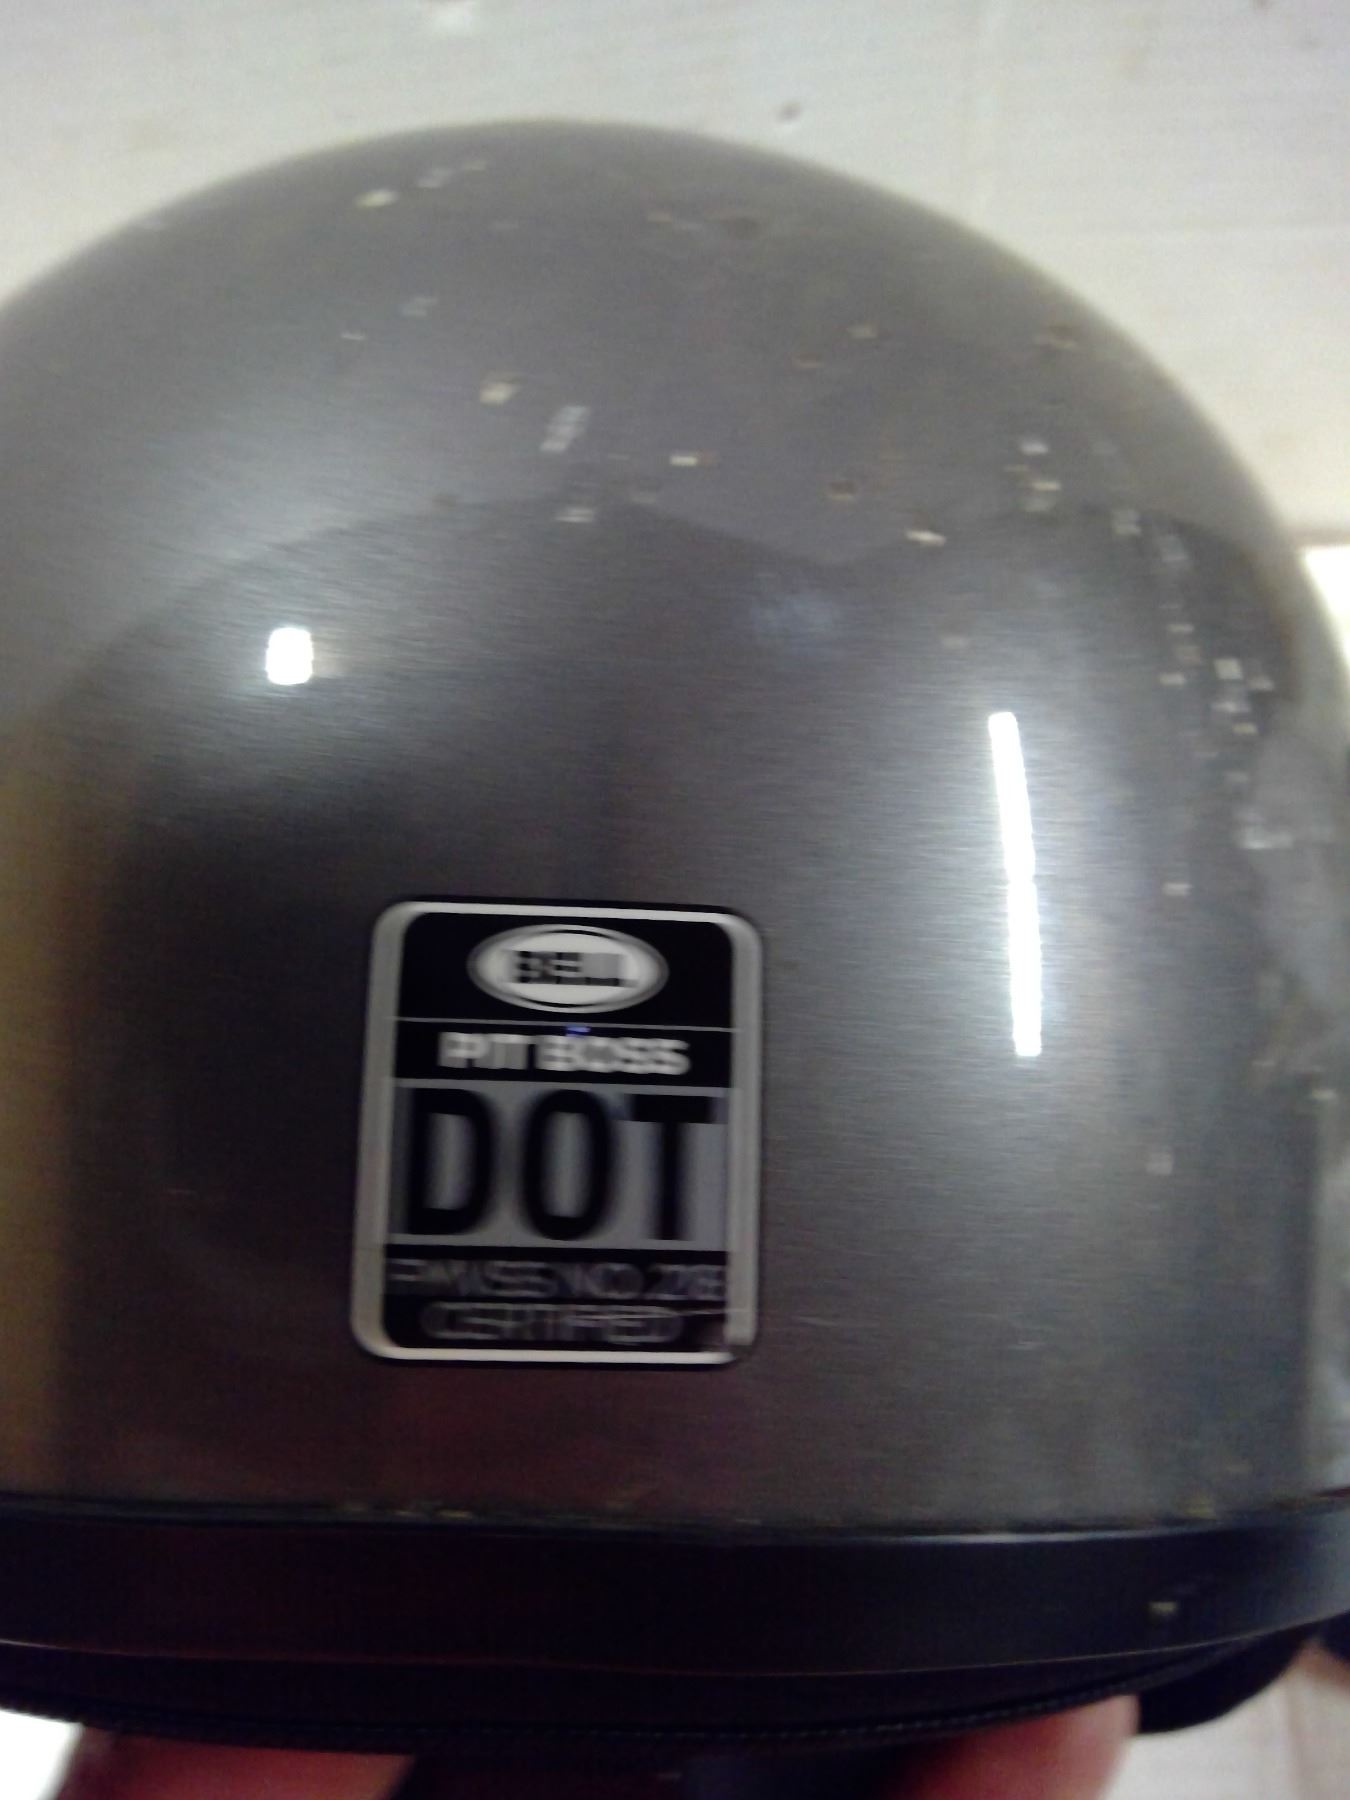 BELL
PIT BOSS
DOT
FMVSS NO. 218
CERTIFIED